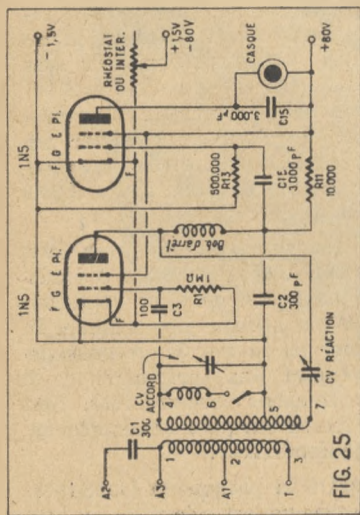 - 1,5V
1N5
1N5
F G E Pl.
F G E Pl.
F
F
RHEOSTAT
OU INTER.
+ 1,5V
- 80V
CASQUE
3.000 pF
C15
+80V
500.000
R13
C1E
3.000 pF
R11
10.000
Bob. d'arrêt
100
C3
1MΩ
R1
C2
300 pF
CV
ACCORD
CV RÉACTION
C1
300
A2
A3
A1
T
1
2
3
4
6
5
7
FIG. 25